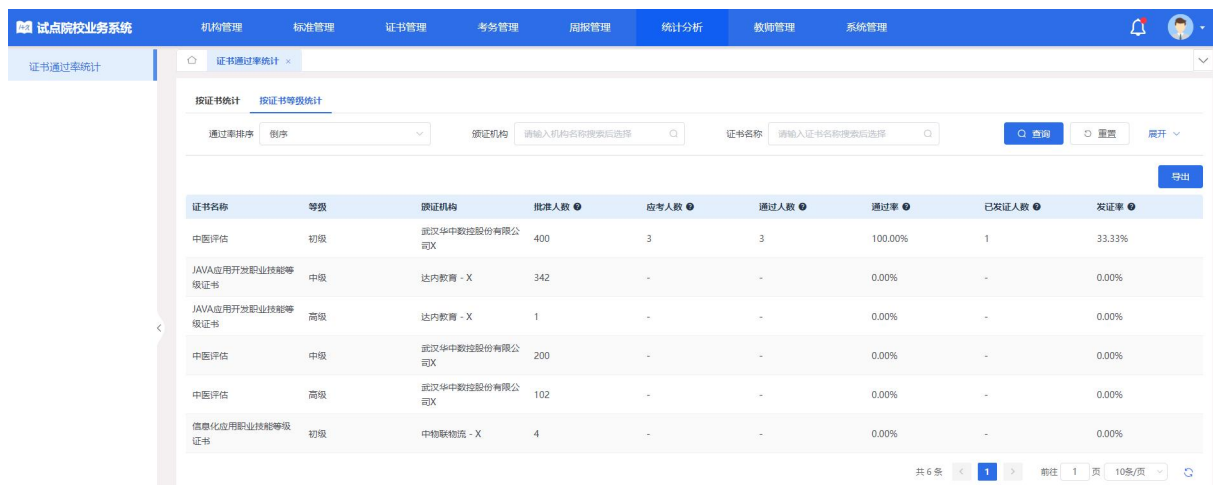 试点院校业务系统 机构管理 标准管理 证书管理 考务管理 周报管理 统计分析 教师管理 系统管理
证书通过率统计
证书通过率统计 ×
按证书统计 按证书等级统计
通过率排序 倒序 颁证机构 请输入机构名称搜索后选择 证书名称 请输入证书名称搜索后选择 查询 重置 展开
导出
证书名称 等级 颁证机构 批准人数 应考人数 通过人数 通过率 已发证人数 发证率
中医评估 初级 武汉华中数控股份有限公 400 3 3 100.00% 1 33.33%
司X
JAVA应用开发职业技能等 中级 达内教育 - X 342 - - 0.00% - 0.00%
级证书
JAVA应用开发职业技能等 高级 达内教育 - X 1 - - 0.00% - 0.00%
级证书
中医评估 中级 武汉华中数控股份有限公 200 - - 0.00% - 0.00%
司X
中医评估 高级 武汉华中数控股份有限公 102 - - 0.00% - 0.00%
司X
信息化应用职业技能等级 初级 中物联物流 - X 4 - - 0.00% - 0.00%
证书
共 6 条 < 1 > 前往 1 页 10条/页